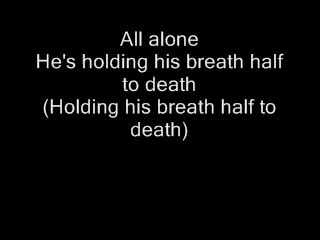 All alone
He's holding his breath half
to death
(Holding his breath half to
death)